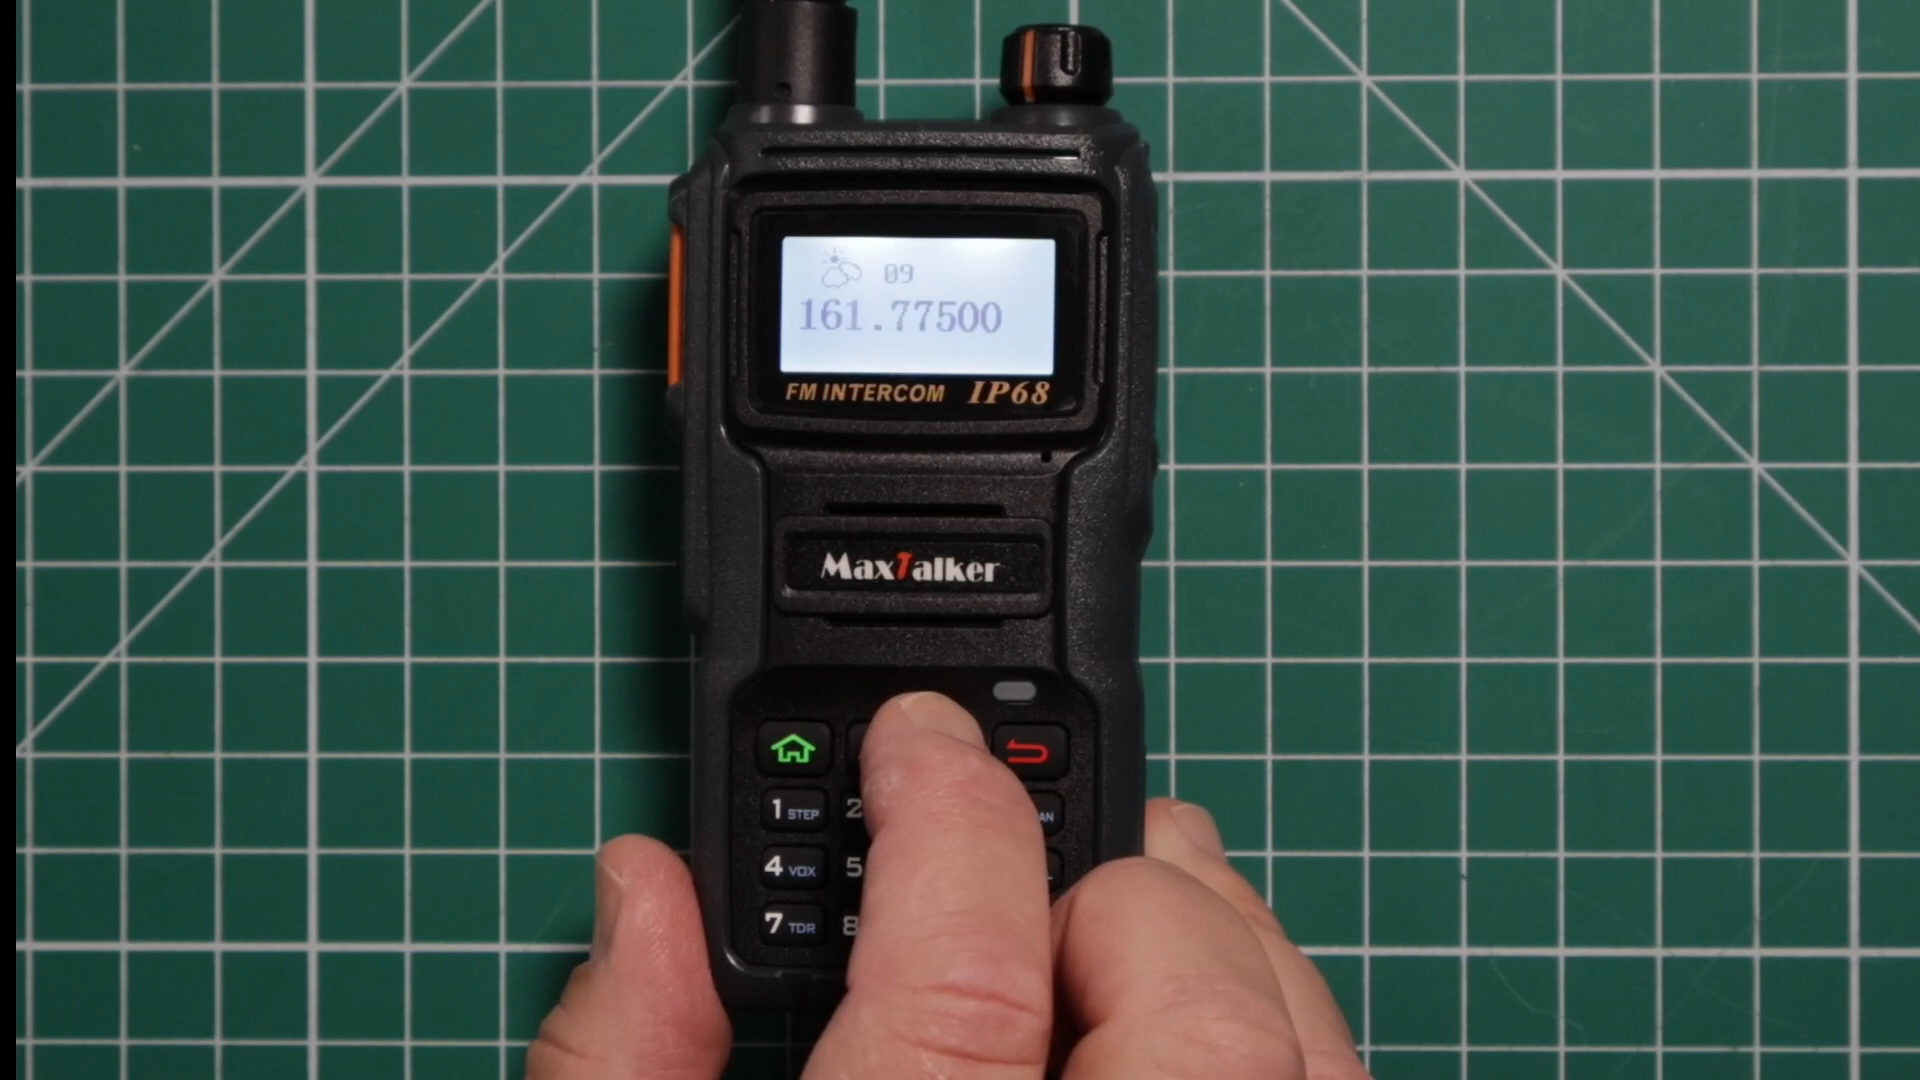 09
161.77500
FM INTERCOM IP68
MaxTalker
1 STEP 2
4 VOX 5
7 TDR 8